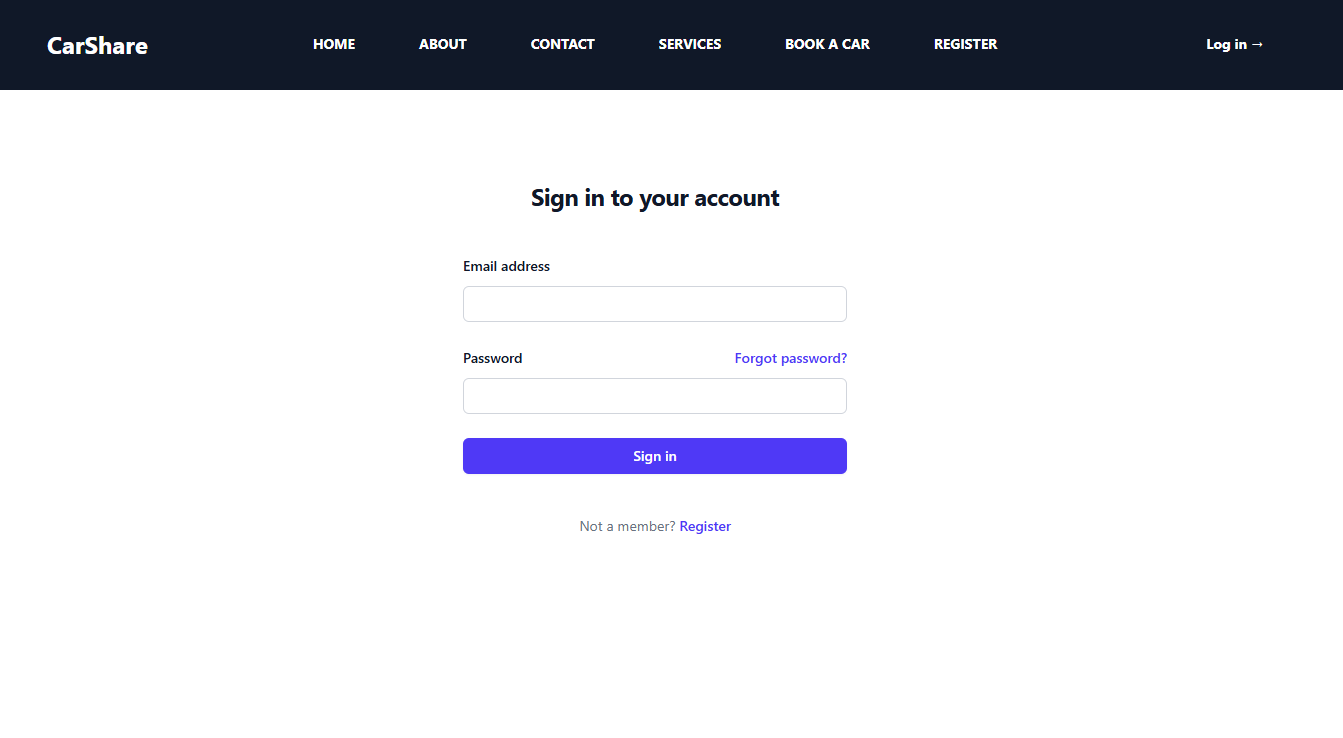 CarShare HOME ABOUT CONTACT SERVICES BOOK A CAR REGISTER Log in →
Sign in to your account
Email address
Password Forgot password?
Sign in
Not a member? Register